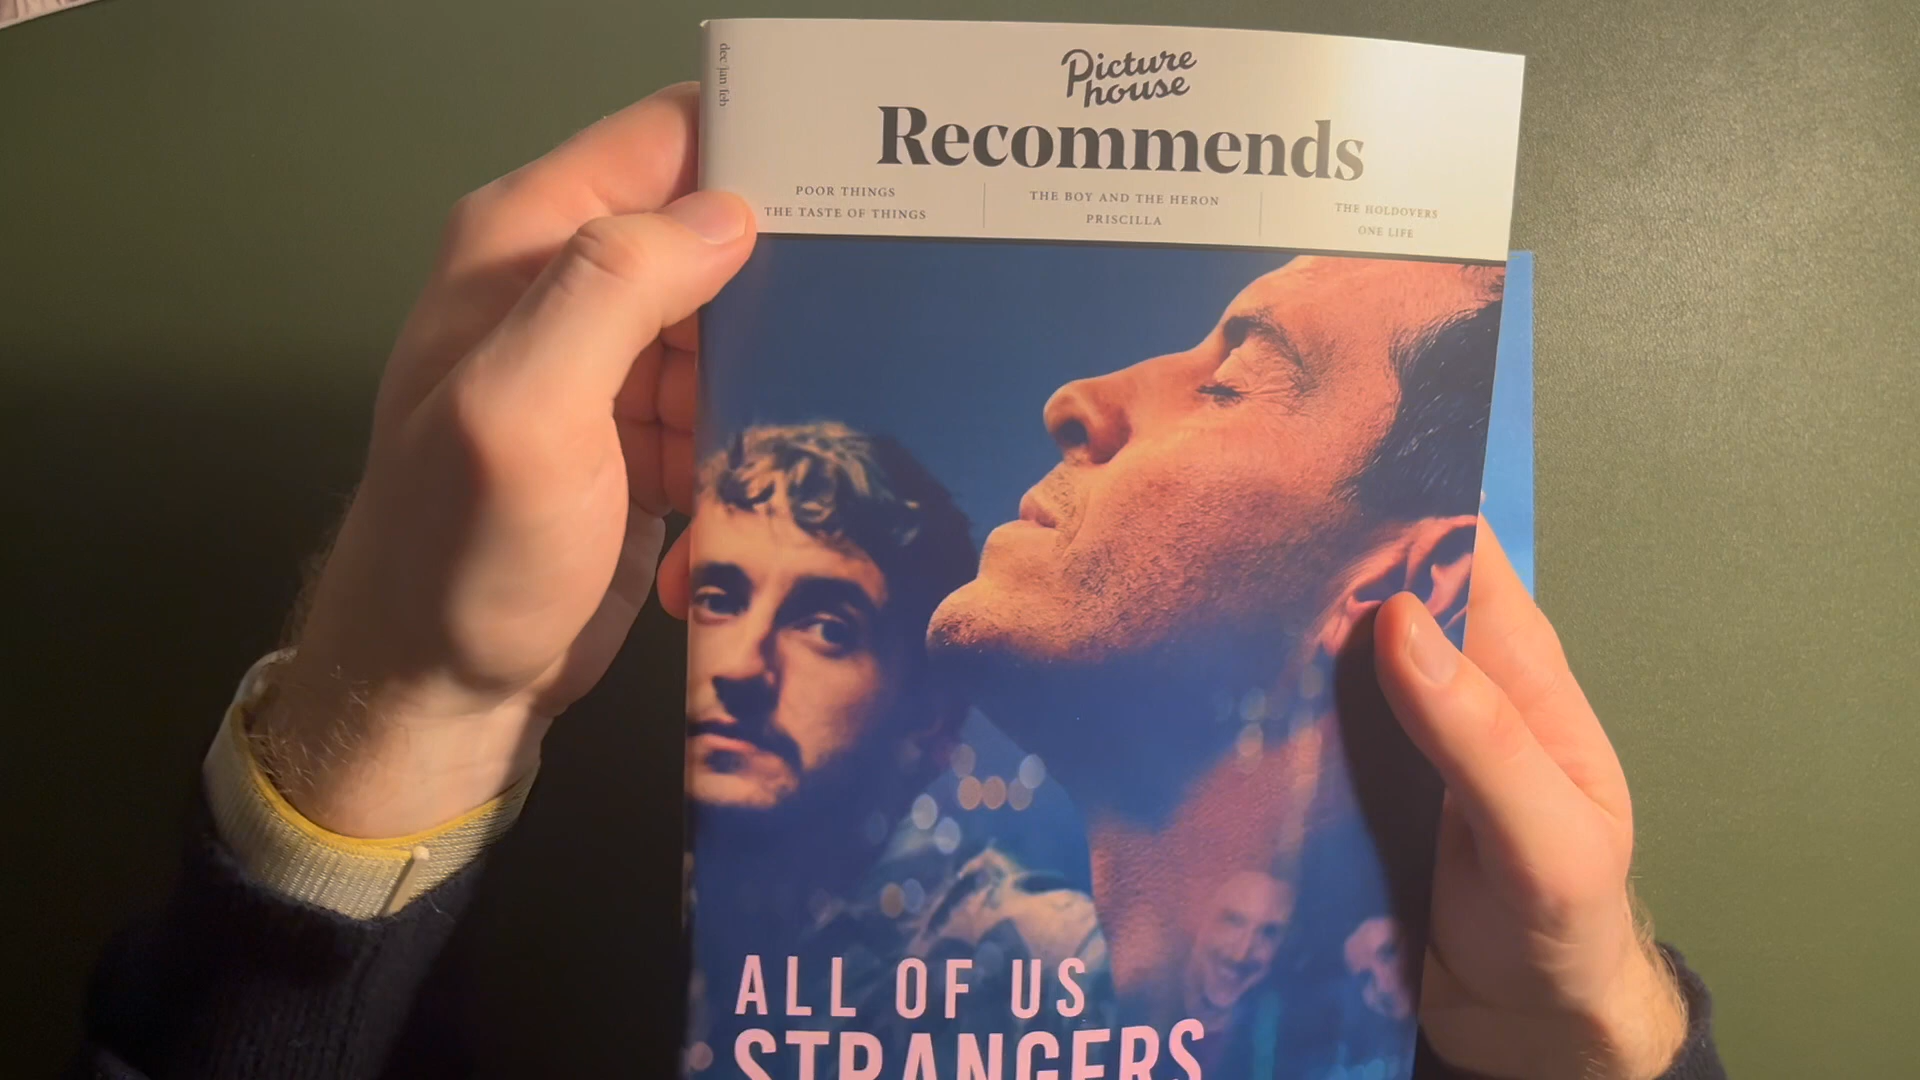 dec jan feb
Picture
house
Recommends
POOR THINGS
THE TASTE OF THINGS
THE BOY AND THE HERON
PRISCILLA
THE HOLDOVERS
ONE LIFE
ALL OF US
STRANGERS